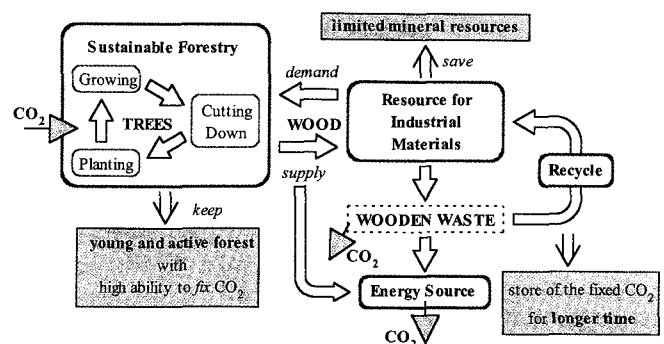 limited mineral resources
Sustainable Forestry
save
Growing
demand
CO2
TREES
Cutting
Down
WOOD
Resource for
Industrial
Materials
Planting
supply
Recycle
keep
WOODEN WASTE
young and active forest
with
high ability to fix CO2
CO2
Energy Source
store of the fixed CO2
for longer time
CO2